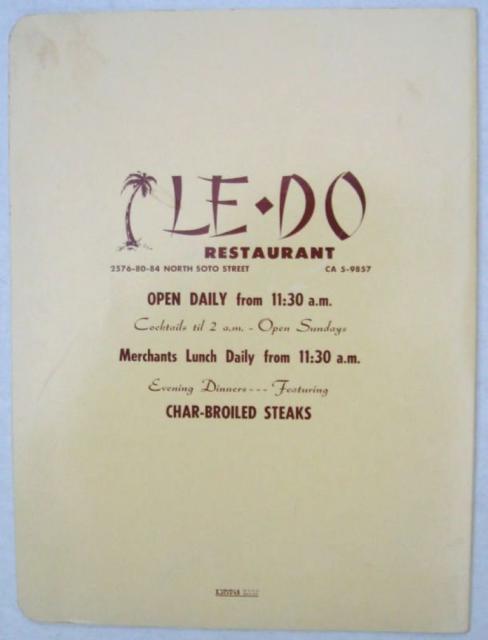 LE·DO
RESTAURANT
2576-80-84 NORTH SOTO STREET CA 5-9857
OPEN DAILY from 11:30 a.m.
Cocktails til 2 a.m. - Open Sundays
Merchants Lunch Daily from 11:30 a.m.
Evening Dinners --- Featuring
CHAR-BROILED STEAKS